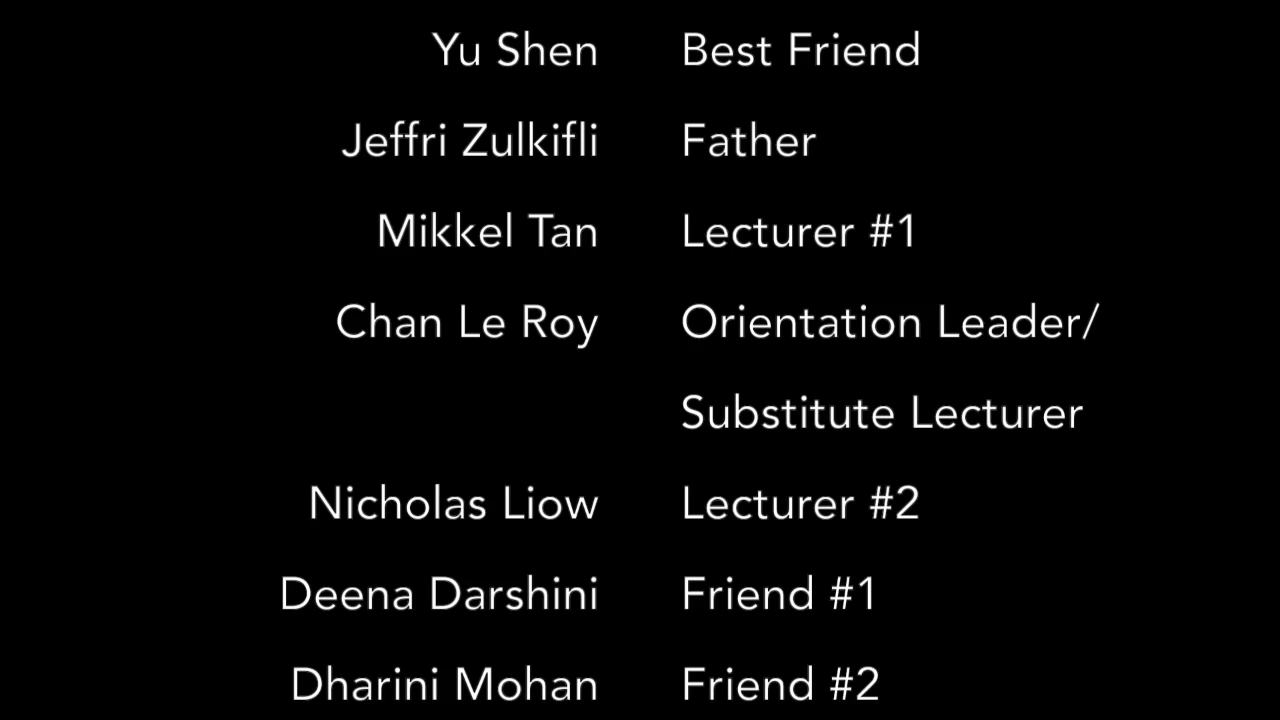 Yu Shen Best Friend
Jeffri Zulkifli Father
Mikkel Tan Lecturer #1
Chan Le Roy Orientation Leader/
Substitute Lecturer
Nicholas Liow Lecturer #2
Deena Darshini Friend #1
Dharini Mohan Friend #2